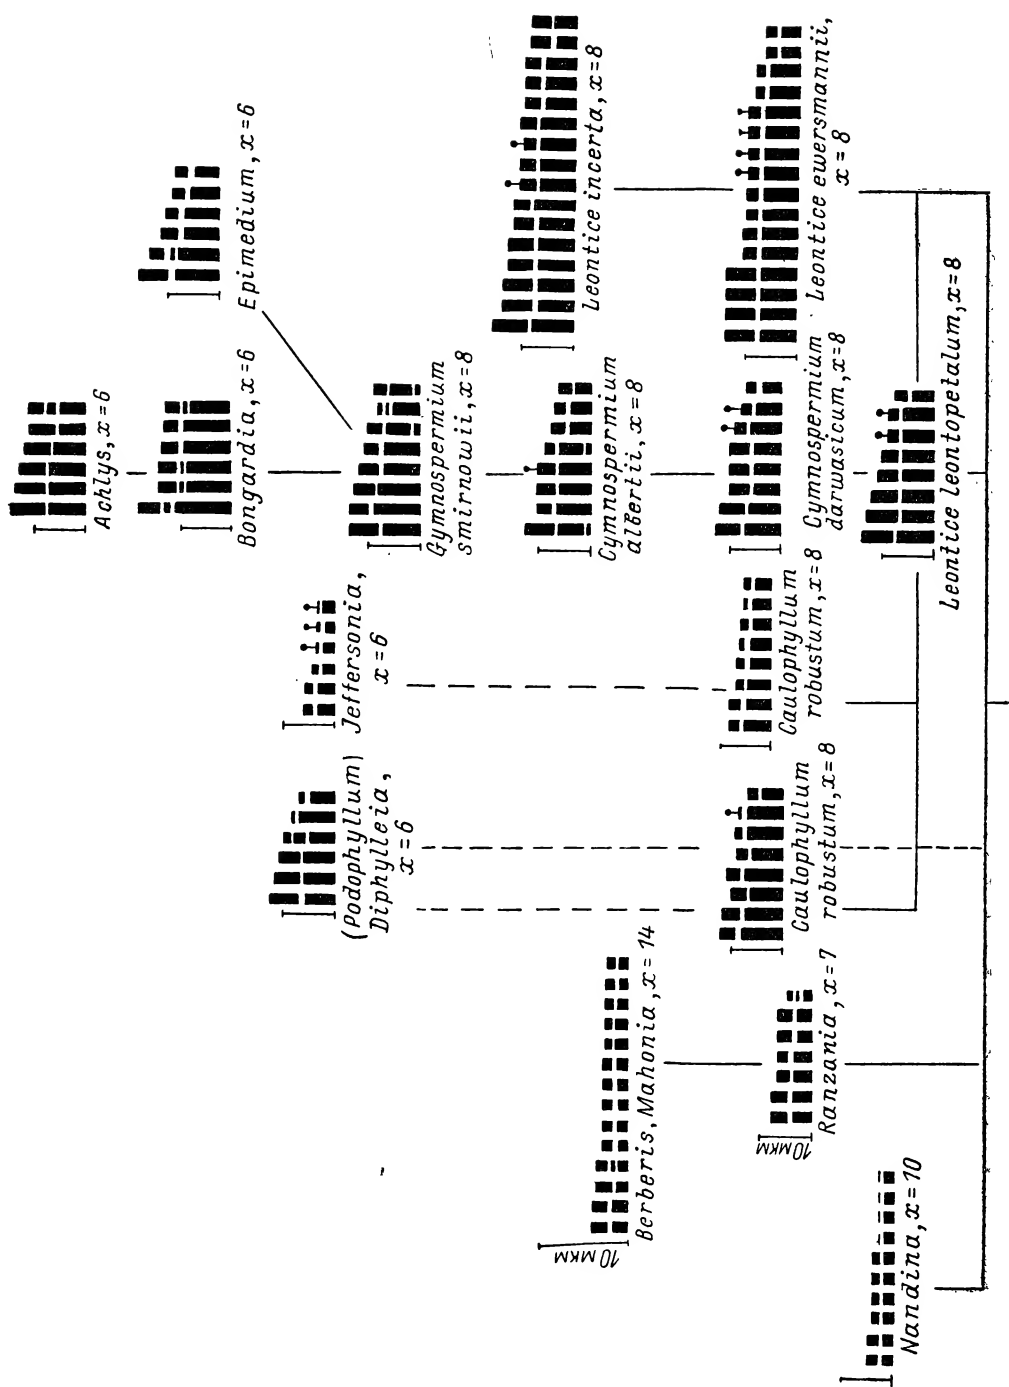 Achlys, x=6
Bongardia, x=6
Epimedium, x=6
(Podophyllum)
Diphylleia,
x=6
Jeffersonia,
x=6
Gymnospermium
smirnowii, x=8
Leontice incerta, x=8
Berberis, Mahonia, x=14
10 мкм
Gymnospermium
albertii, x=8
Ranzania, x=7
10 мкм
Caulophyllum
robustum, x=8
Caulophyllum
robustum, x=8
Gymnospermium
darwasicum, x=8
Leontice ewersmannii,
x=8
Nandina, x=10
Leontice leontopetalum, x=8